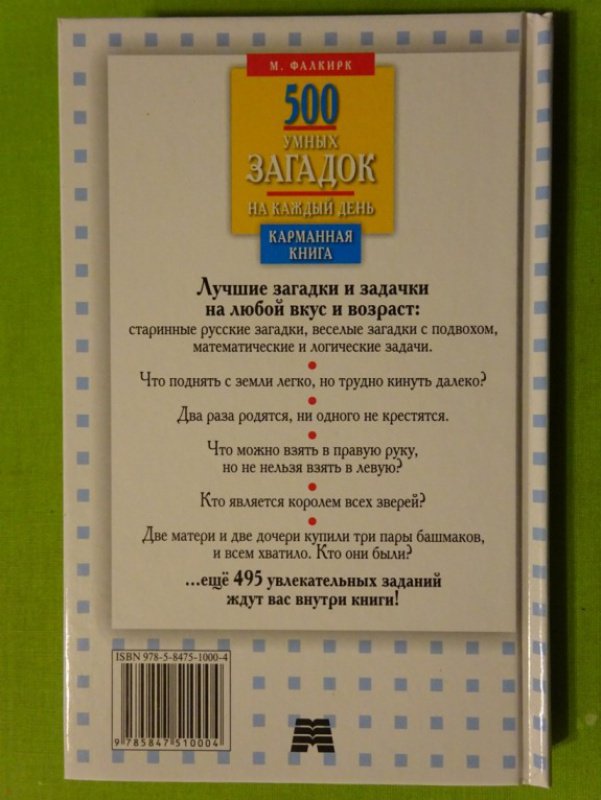 М. ФАЛКИРК
500
УМНЫХ
ЗАГАДОК
НА КАЖДЫЙ ДЕНЬ
КАРМАННАЯ
КНИГА
Лучшие загадки и задачки
на любой вкус и возраст:
старинные русские загадки, веселые загадки с подвохом,
математические и логические задачи.
Что поднять с земли легко, но трудно кинуть далеко?
Два раза родятся, ни одного не крестятся.
Что можно взять в правую руку,
но не нельзя взять в левую?
Кто является королем всех зверей?
Две матери и две дочери купили три пары башмаков,
и всем хватило. Кто они были?
...ещё 495 увлекательных заданий
ждут вас внутри книги!
ISBN 978-5-8475-1000-4
9 785847 510004